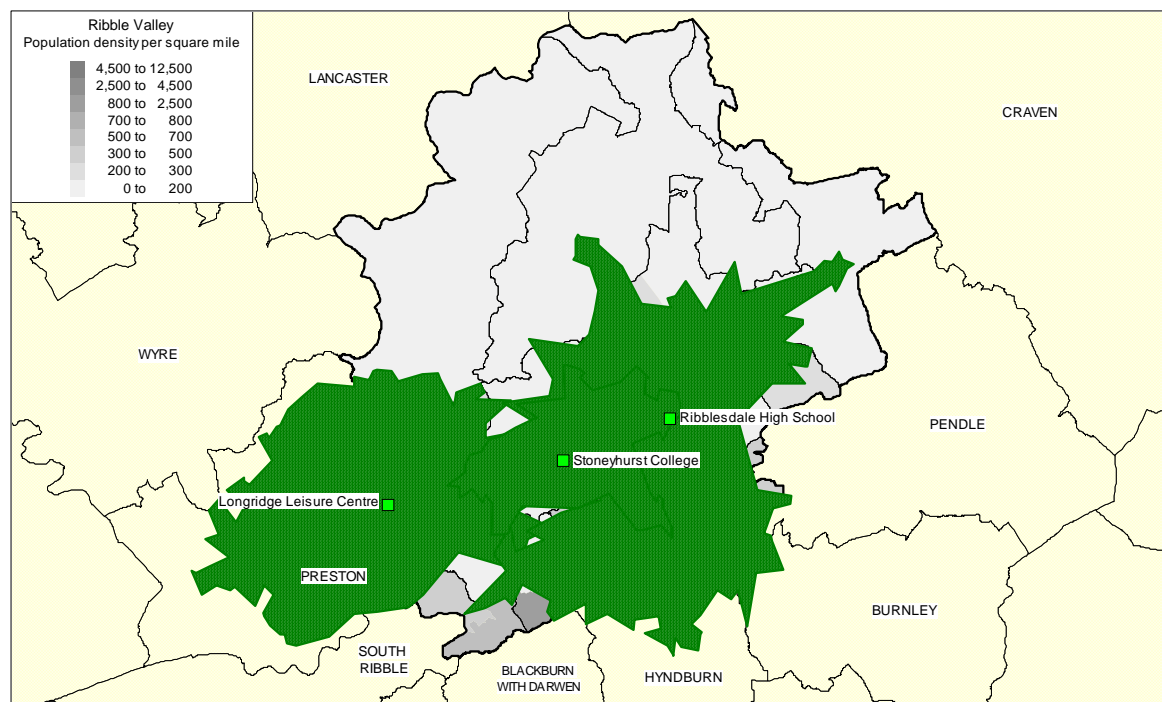 Ribble Valley
Population density per square mile
4,500 to 12,500
2,500 to 4,500
800 to 2,500
700 to 800
500 to 700
300 to 500
200 to 300
0 to 200
LANCASTER
CRAVEN
WYRE
Ribblesdale High School
PENDLE
Stoneyhurst College
Longridge Leisure Centre
PRESTON
BURNLEY
SOUTH
RIBBLE
BLACKBURN
WITH DARWEN
HYNDBURN